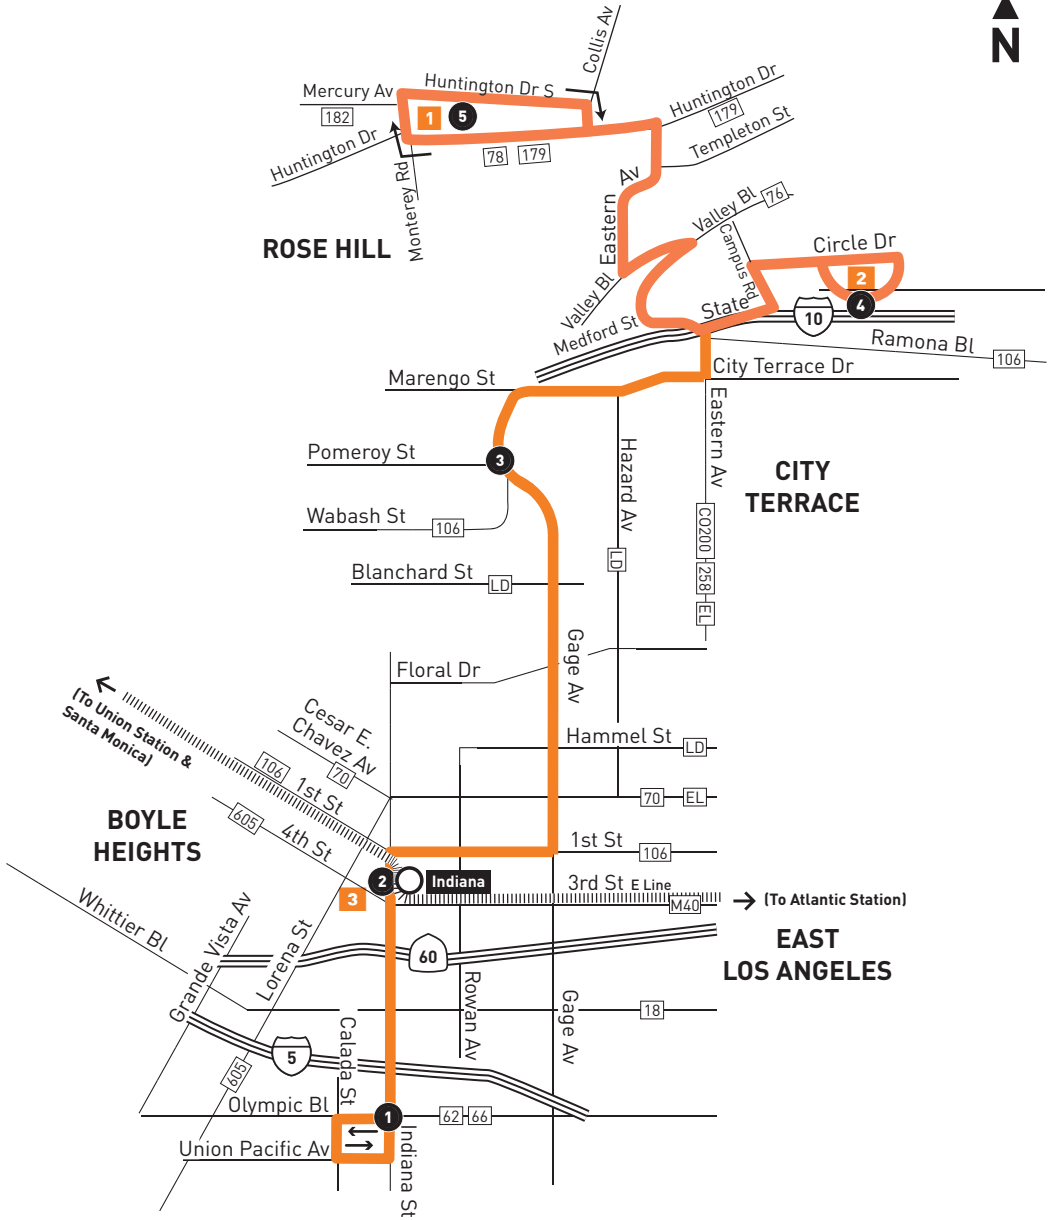 N
Collis Av
Huntington Dr S
Mercury Av
182
1
5
Huntington Dr
179
Templeton St
Huntington Dr
78
179
Monterey Rd
Eastern
Av
ROSE HILL
Valley Bl
76
Campus Rd
Circle Dr
2
4
Valley Bl
Medford St
State
10
Ramona Bl
106
Marengo St
City Terrace Dr
Eastern Av
Pomeroy St
3
Hazard Av
CITY
TERRACE
Wabash St
106
CO200
258
EL
LD
Blanchard St
LD
Gage Av
Floral Dr
(To Union Station &
Santa Monica)
Cesar E.
Chavez Av
70
Hammel St
LD
106
1st St
70
EL
605
4th St
BOYLE
HEIGHTS
1st St
106
2
Indiana
3
3rd St E Line
M40
(To Atlantic Station)
Whittier Bl
Grande Vista Av
Lorena St
60
EAST
LOS ANGELES
Rowan Av
Gage Av
18
Calada St
5
605
Olympic Bl
1
62
66
Union Pacific Av
Indiana St